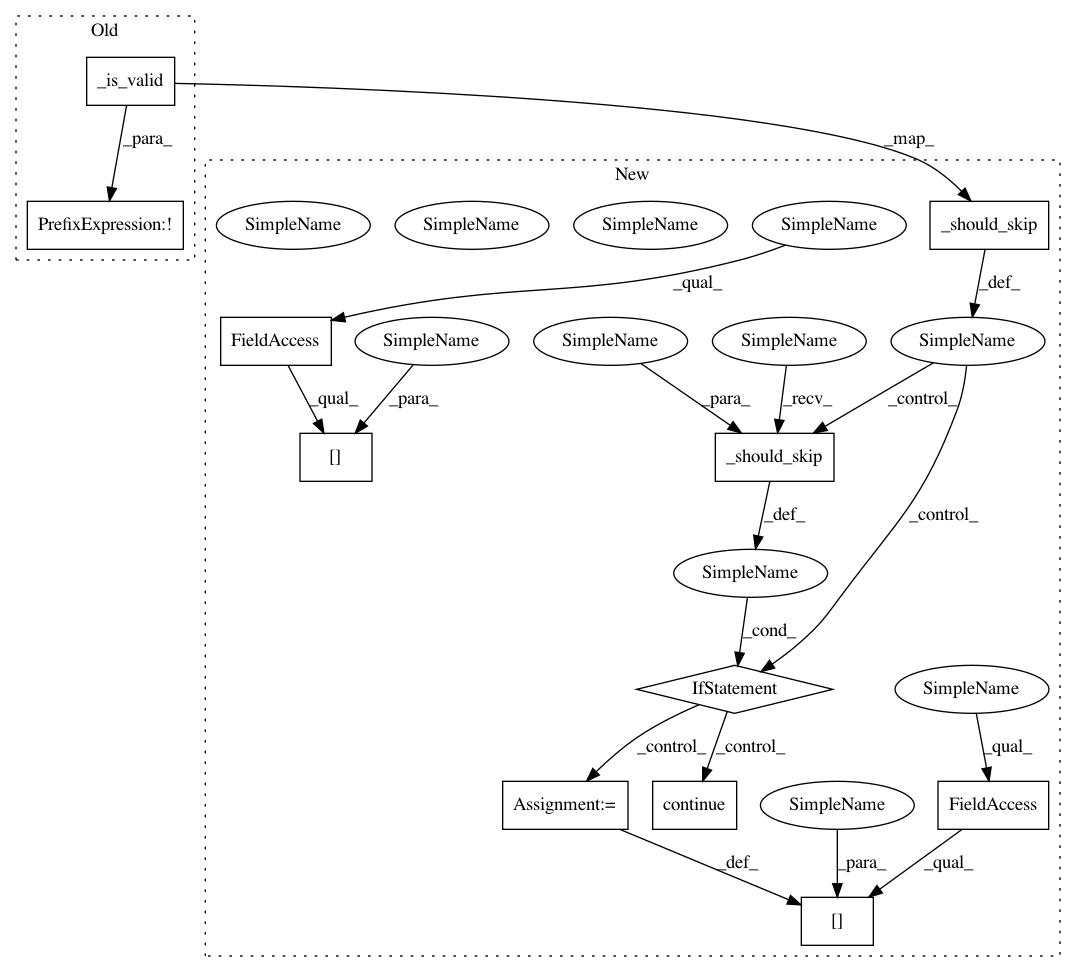 Old
_is_valid
_para_
_map_
New
PrefixExpression:!
SimpleName
SimpleName
SimpleName
SimpleName
_should_skip
_qual_
_def_
FieldAccess
SimpleName
SimpleName
SimpleName
SimpleName
_qual_
_para_
_para_
_recv_
_control_
[]
_should_skip
_def_
_control_
SimpleName
_cond_
IfStatement
SimpleName
_control_
_control_
_qual_
Assignment:=
continue
SimpleName
FieldAccess
_def_
_para_
_qual_
[]